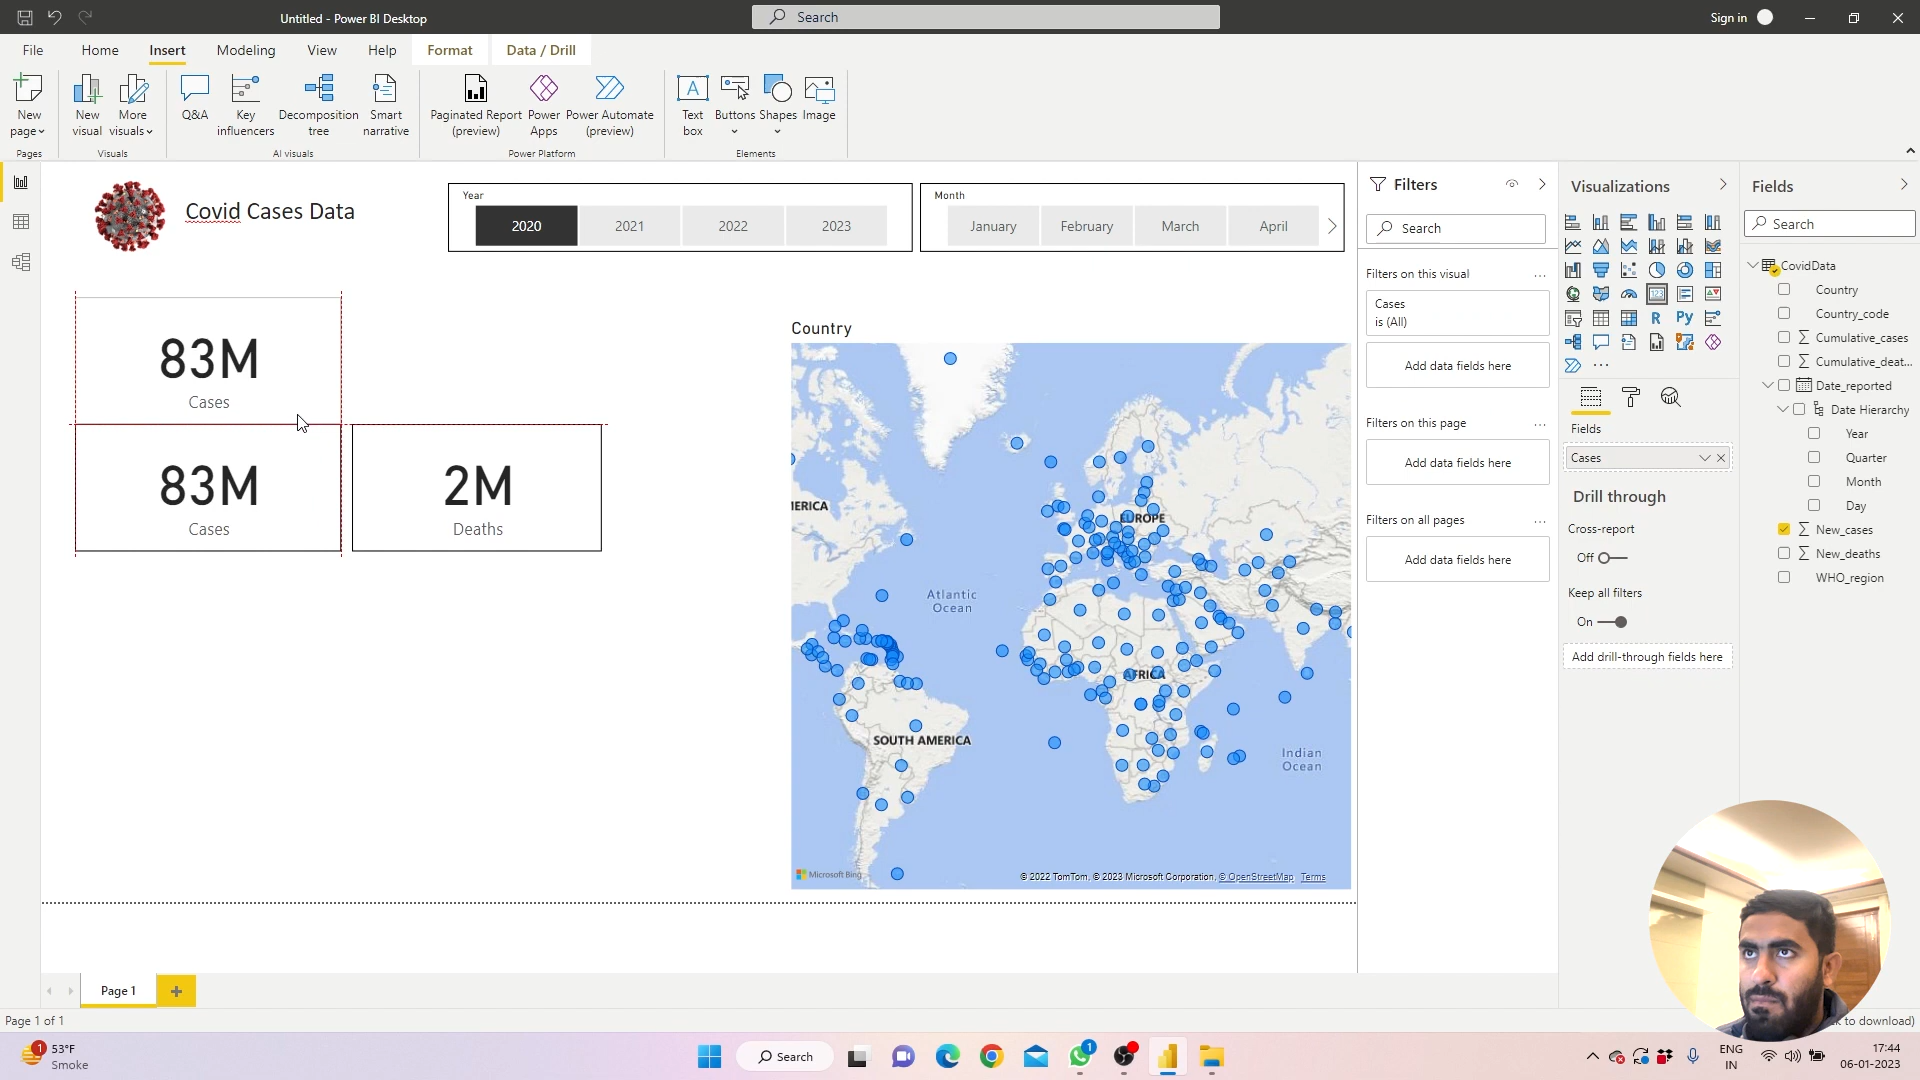 Untitled - Power BI Desktop
Search
Sign in
File Home Insert Modeling View Help Format Data / Drill
New page
New visual
More visuals
Q&A
Key influencers
Decomposition tree
Smart narrative
Paginated Report (preview)
Power Apps
Power Automate (preview)
Text box
Buttons
Shapes
Image
Pages
Visuals
AI visuals
Power Platform
Elements
Covid Cases Data
Year
2020 2021 2022 2023
Month
January February March April
83M
Cases
83M
Cases
2M
Deaths
Country
ERICA
EUROPE
Atlantic
Ocean
AFRICA
SOUTH AMERICA
Indian
Ocean
Microsoft Bing
© 2022 TomTom, © 2023 Microsoft Corporation, © OpenStreetMap Terms
Filters
Search
Filters on this visual
Cases
is (All)
Add data fields here
Filters on this page
Add data fields here
Filters on all pages
Add data fields here
Visualizations
123
R
Py
Fields
Cases
Drill through
Cross-report
Off
Keep all filters
On
Add drill-through fields here
Fields
Search
CovidData
Country
Country_code
Cumulative_cases
Cumulative_deat...
Date_reported
Date Hierarchy
Year
Quarter
Month
Day
New_cases
New_deaths
WHO_region
Page 1
Page 1 of 1
k to download)
1
53°F
Smoke
Search
1
ENG
IN
17:44
06-01-2023